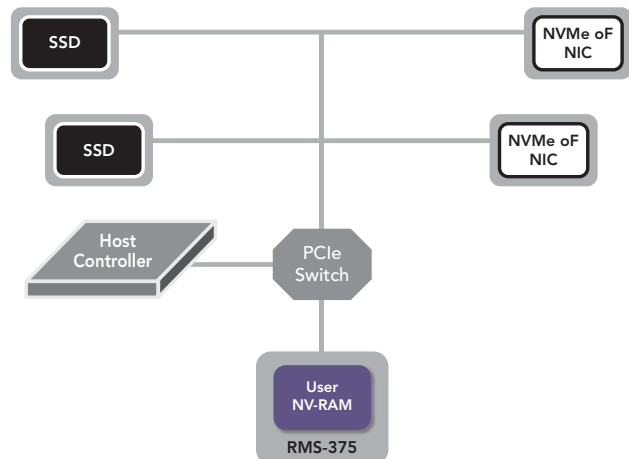 SSD
NVMe oF
NIC
SSD
NVMe oF
NIC
Host
Controller
PCIe
Switch
User
NV-RAM
RMS-375